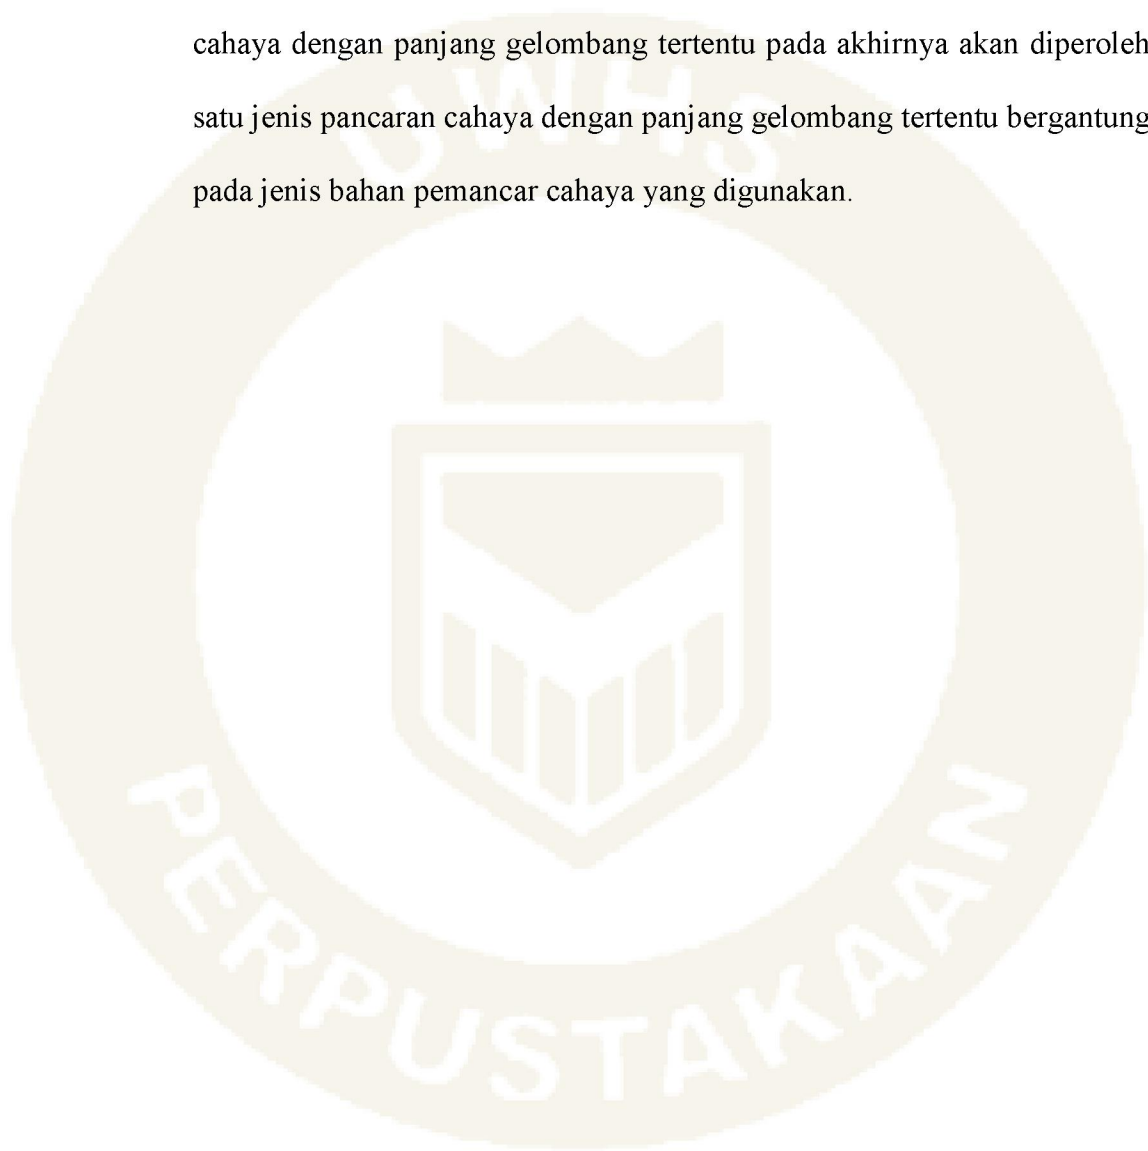 cahaya dengan panjang gelombang tertentu pada akhirnya akan diperoleh
satu jenis pancaran cahaya dengan panjang gelombang tertentu bergantung
pada jenis bahan pemancar cahaya yang digunakan.
UWHS
PERPUSTAKAAN